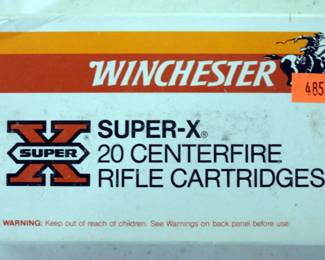 WINCHESTER
485
X
SUPER
SUPER-X®
20 CENTERFIRE
RIFLE CARTRIDGES
WARNING: Keep out of reach of children. See Warnings on back panel before use.